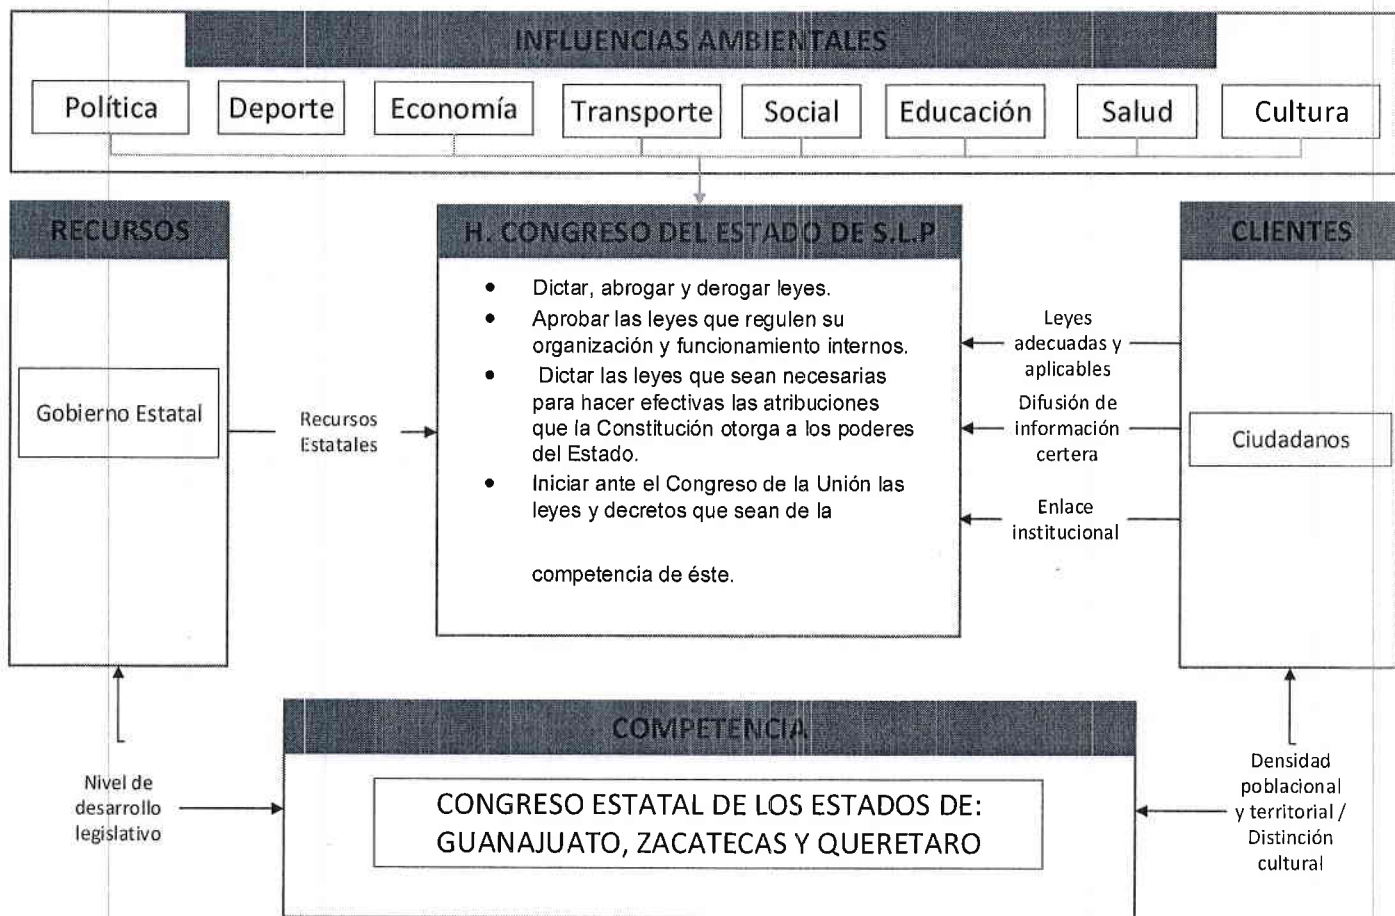 INFLUENCIAS AMBIENTALES
Política
Deporte
Economía
Transporte
Social
Educación
Salud
Cultura
RECURSOS
Gobierno Estatal
Recursos
Estatales
H. CONGRESO DEL ESTADO DE S.L.P
• Dictar, abrogar y derogar leyes.
• Aprobar las leyes que regulen su
organización y funcionamiento internos.
• Dictar las leyes que sean necesarias
para hacer efectivas las atribuciones
que la Constitución otorga a los poderes
del Estado.
• Iniciar ante el Congreso de la Unión las
leyes y decretos que sean de la
competencia de éste.
Leyes
adecuadas y
aplicables
Difusión de
información
certera
Enlace
institucional
CLIENTES
Ciudadanos
Nivel de
desarrollo
legislativo
COMPETENCIA
CONGRESO ESTATAL DE LOS ESTADOS DE:
GUANAJUATO, ZACATECAS Y QUERETARO
Densidad
poblacional
y territorial /
Distinción
cultural